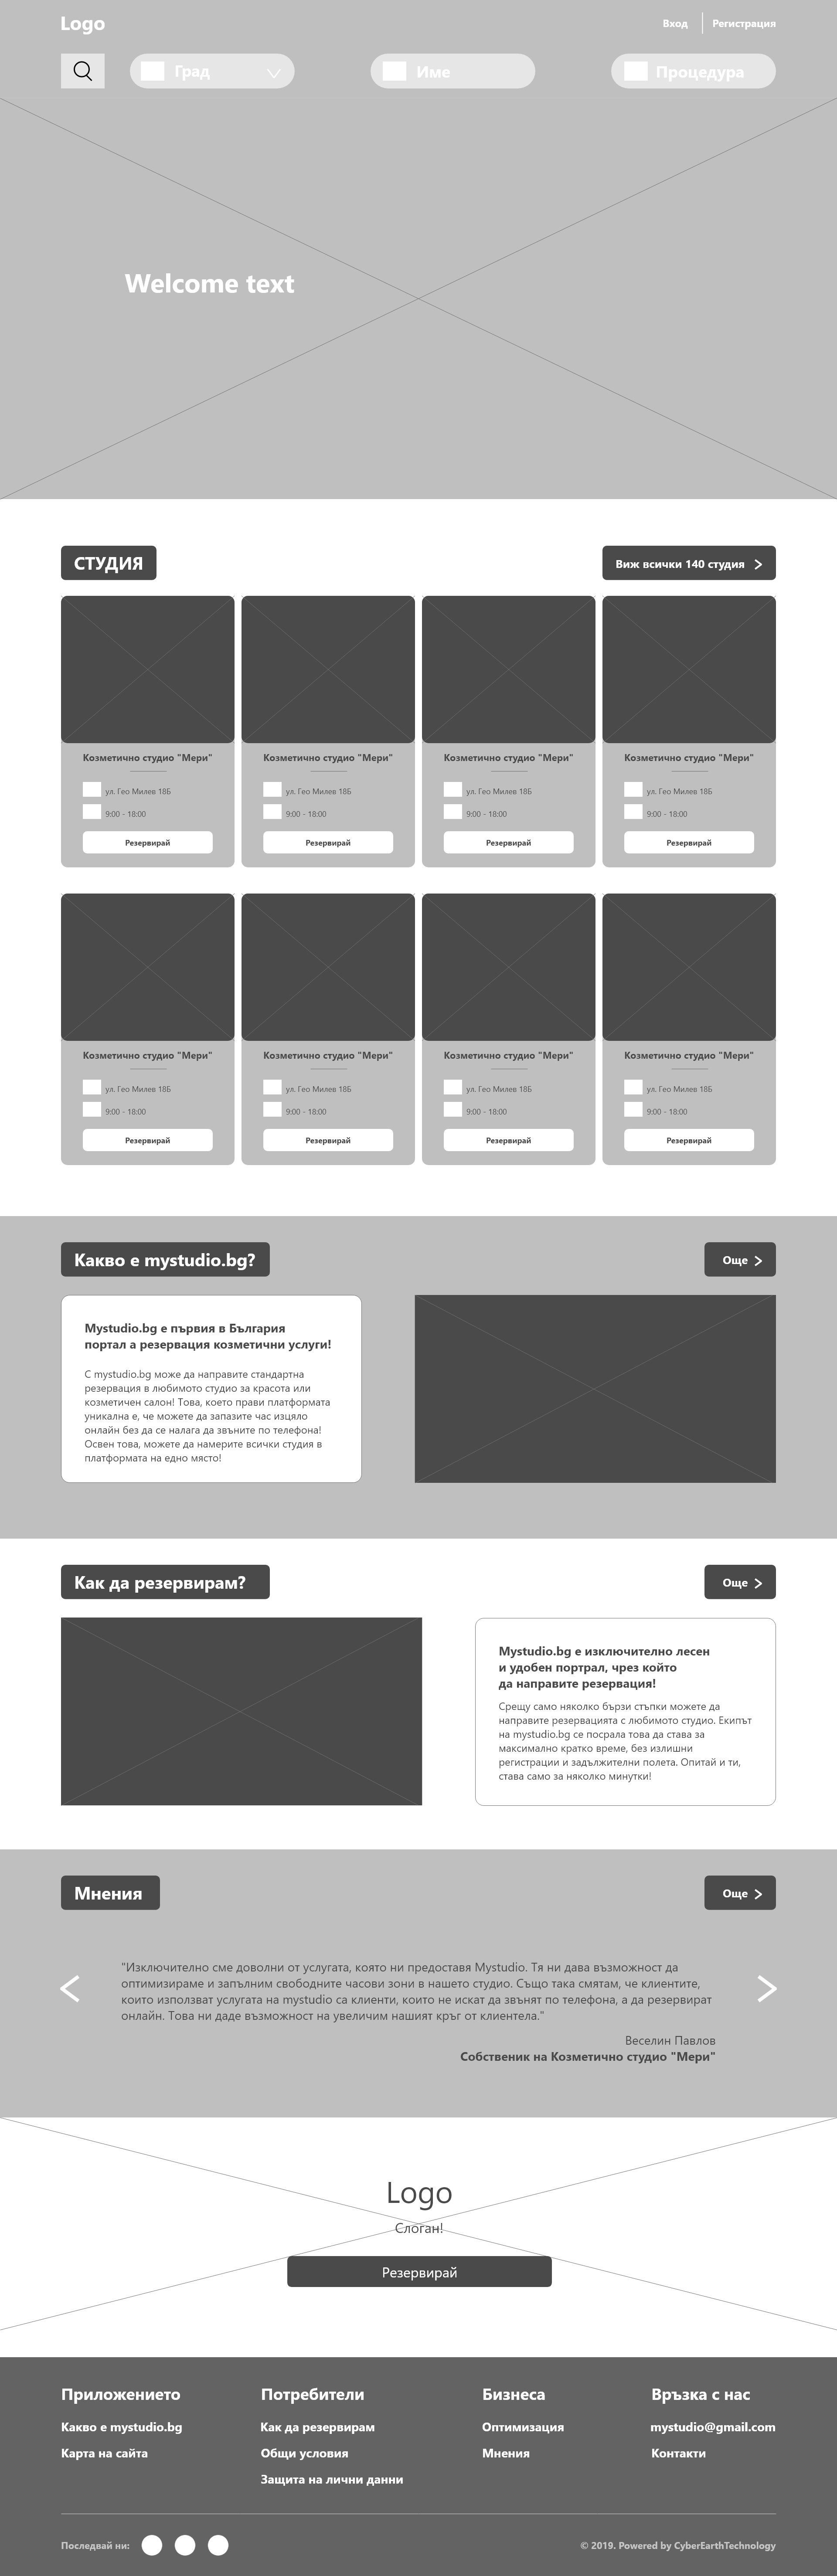 Logo
Вход
Регистрация
Град
Име
Процедура
Welcome text
СТУДИЯ
Виж всички 140 студия
Козметично студио "Мери"
ул. Гео Милев 18Б
9:00 - 18:00
Резервирай
Козметично студио "Мери"
ул. Гео Милев 18Б
9:00 - 18:00
Резервирай
Козметично студио "Мери"
ул. Гео Милев 18Б
9:00 - 18:00
Резервирай
Козметично студио "Мери"
ул. Гео Милев 18Б
9:00 - 18:00
Резервирай
Козметично студио "Мери"
ул. Гео Милев 18Б
9:00 - 18:00
Резервирай
Козметично студио "Мери"
ул. Гео Милев 18Б
9:00 - 18:00
Резервирай
Козметично студио "Мери"
ул. Гео Милев 18Б
9:00 - 18:00
Резервирай
Козметично студио "Мери"
ул. Гео Милев 18Б
9:00 - 18:00
Резервирай
Какво е mystudio.bg?
Още
Mystudio.bg е първия в България
портал а резервация козметични услуги!
С mystudio.bg може да направите стандартна
резервация в любимото студио за красота или
козметичен салон! Това, което прави платформата
уникална е, че можете да запазите час изцяло
онлайн без да се налага да звъните по телефона!
Освен това, можете да намерите всички студия в
платформата на едно място!
Как да резервирам?
Още
Mystudio.bg е изключително лесен
и удобен портрал, чрез който
да направите резервация!
Срещу само няколко бързи стъпки можете да
направите резервацията с любимото студио. Екипът
на mystudio.bg се посрала това да става за
максимално кратко време, без излишни
регистрации и задължителни полета. Опитай и ти,
става само за няколко минутки!
Мнения
Още
"Изключително сме доволни от услугата, която ни предоставя Mystudio. Тя ни дава възможност да
оптимизираме и запълним свободните часови зони в нашето студио. Също така смятам, че клиентите,
които използват услугата на mystudio са клиенти, които не искат да звънят по телефона, а да резервират
онлайн. Това ни даде възможност на увеличим нашият кръг от клиентела."
Веселин Павлов
Собственик на Козметично студио "Мери"
Logo
Слоган!
Резервирай
Приложението
Какво е mystudio.bg
Карта на сайта
Потребители
Как да резервирам
Общи условия
Защита на лични данни
Бизнеса
Оптимизация
Мнения
Връзка с нас
mystudio@gmail.com
Контакти
Последвай ни:
© 2019. Powered by CyberEarthTechnology